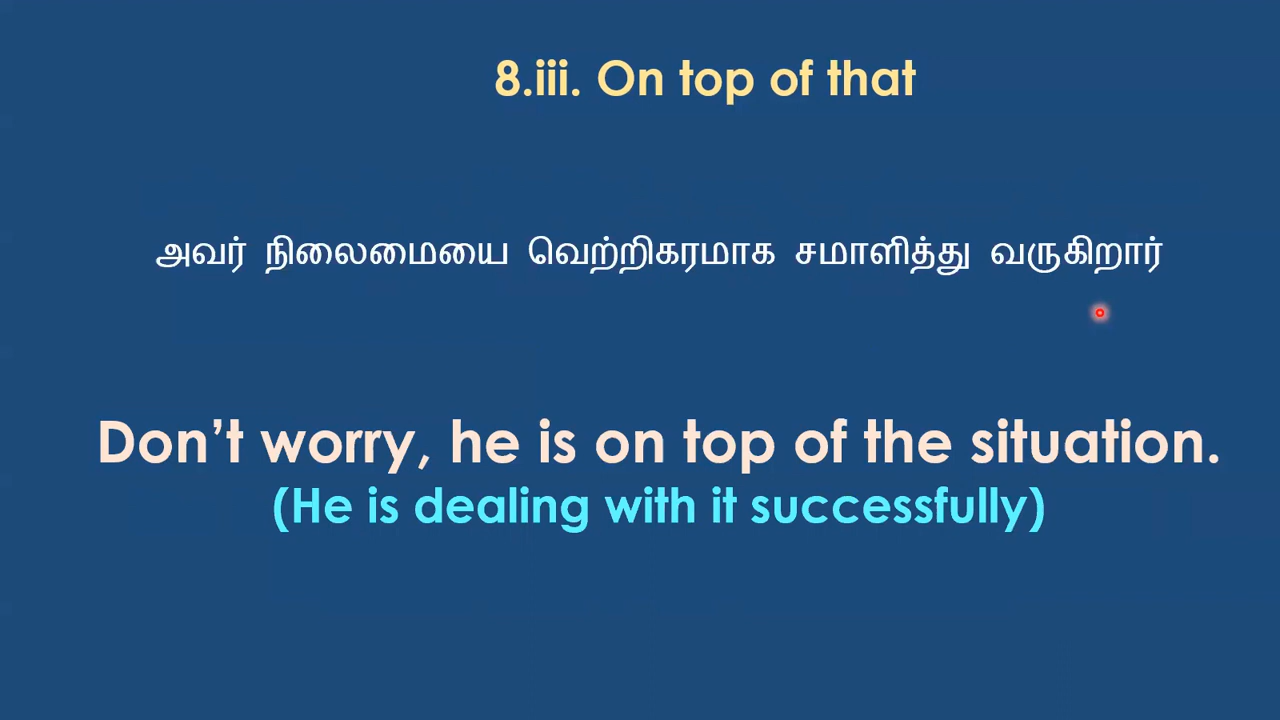 8.iii. On top of that
அவர் நிலைமையை வெற்றிகரமாக சமாளித்து வருகிறார்
Don’t worry, he is on top of the situation.
(He is dealing with it successfully)